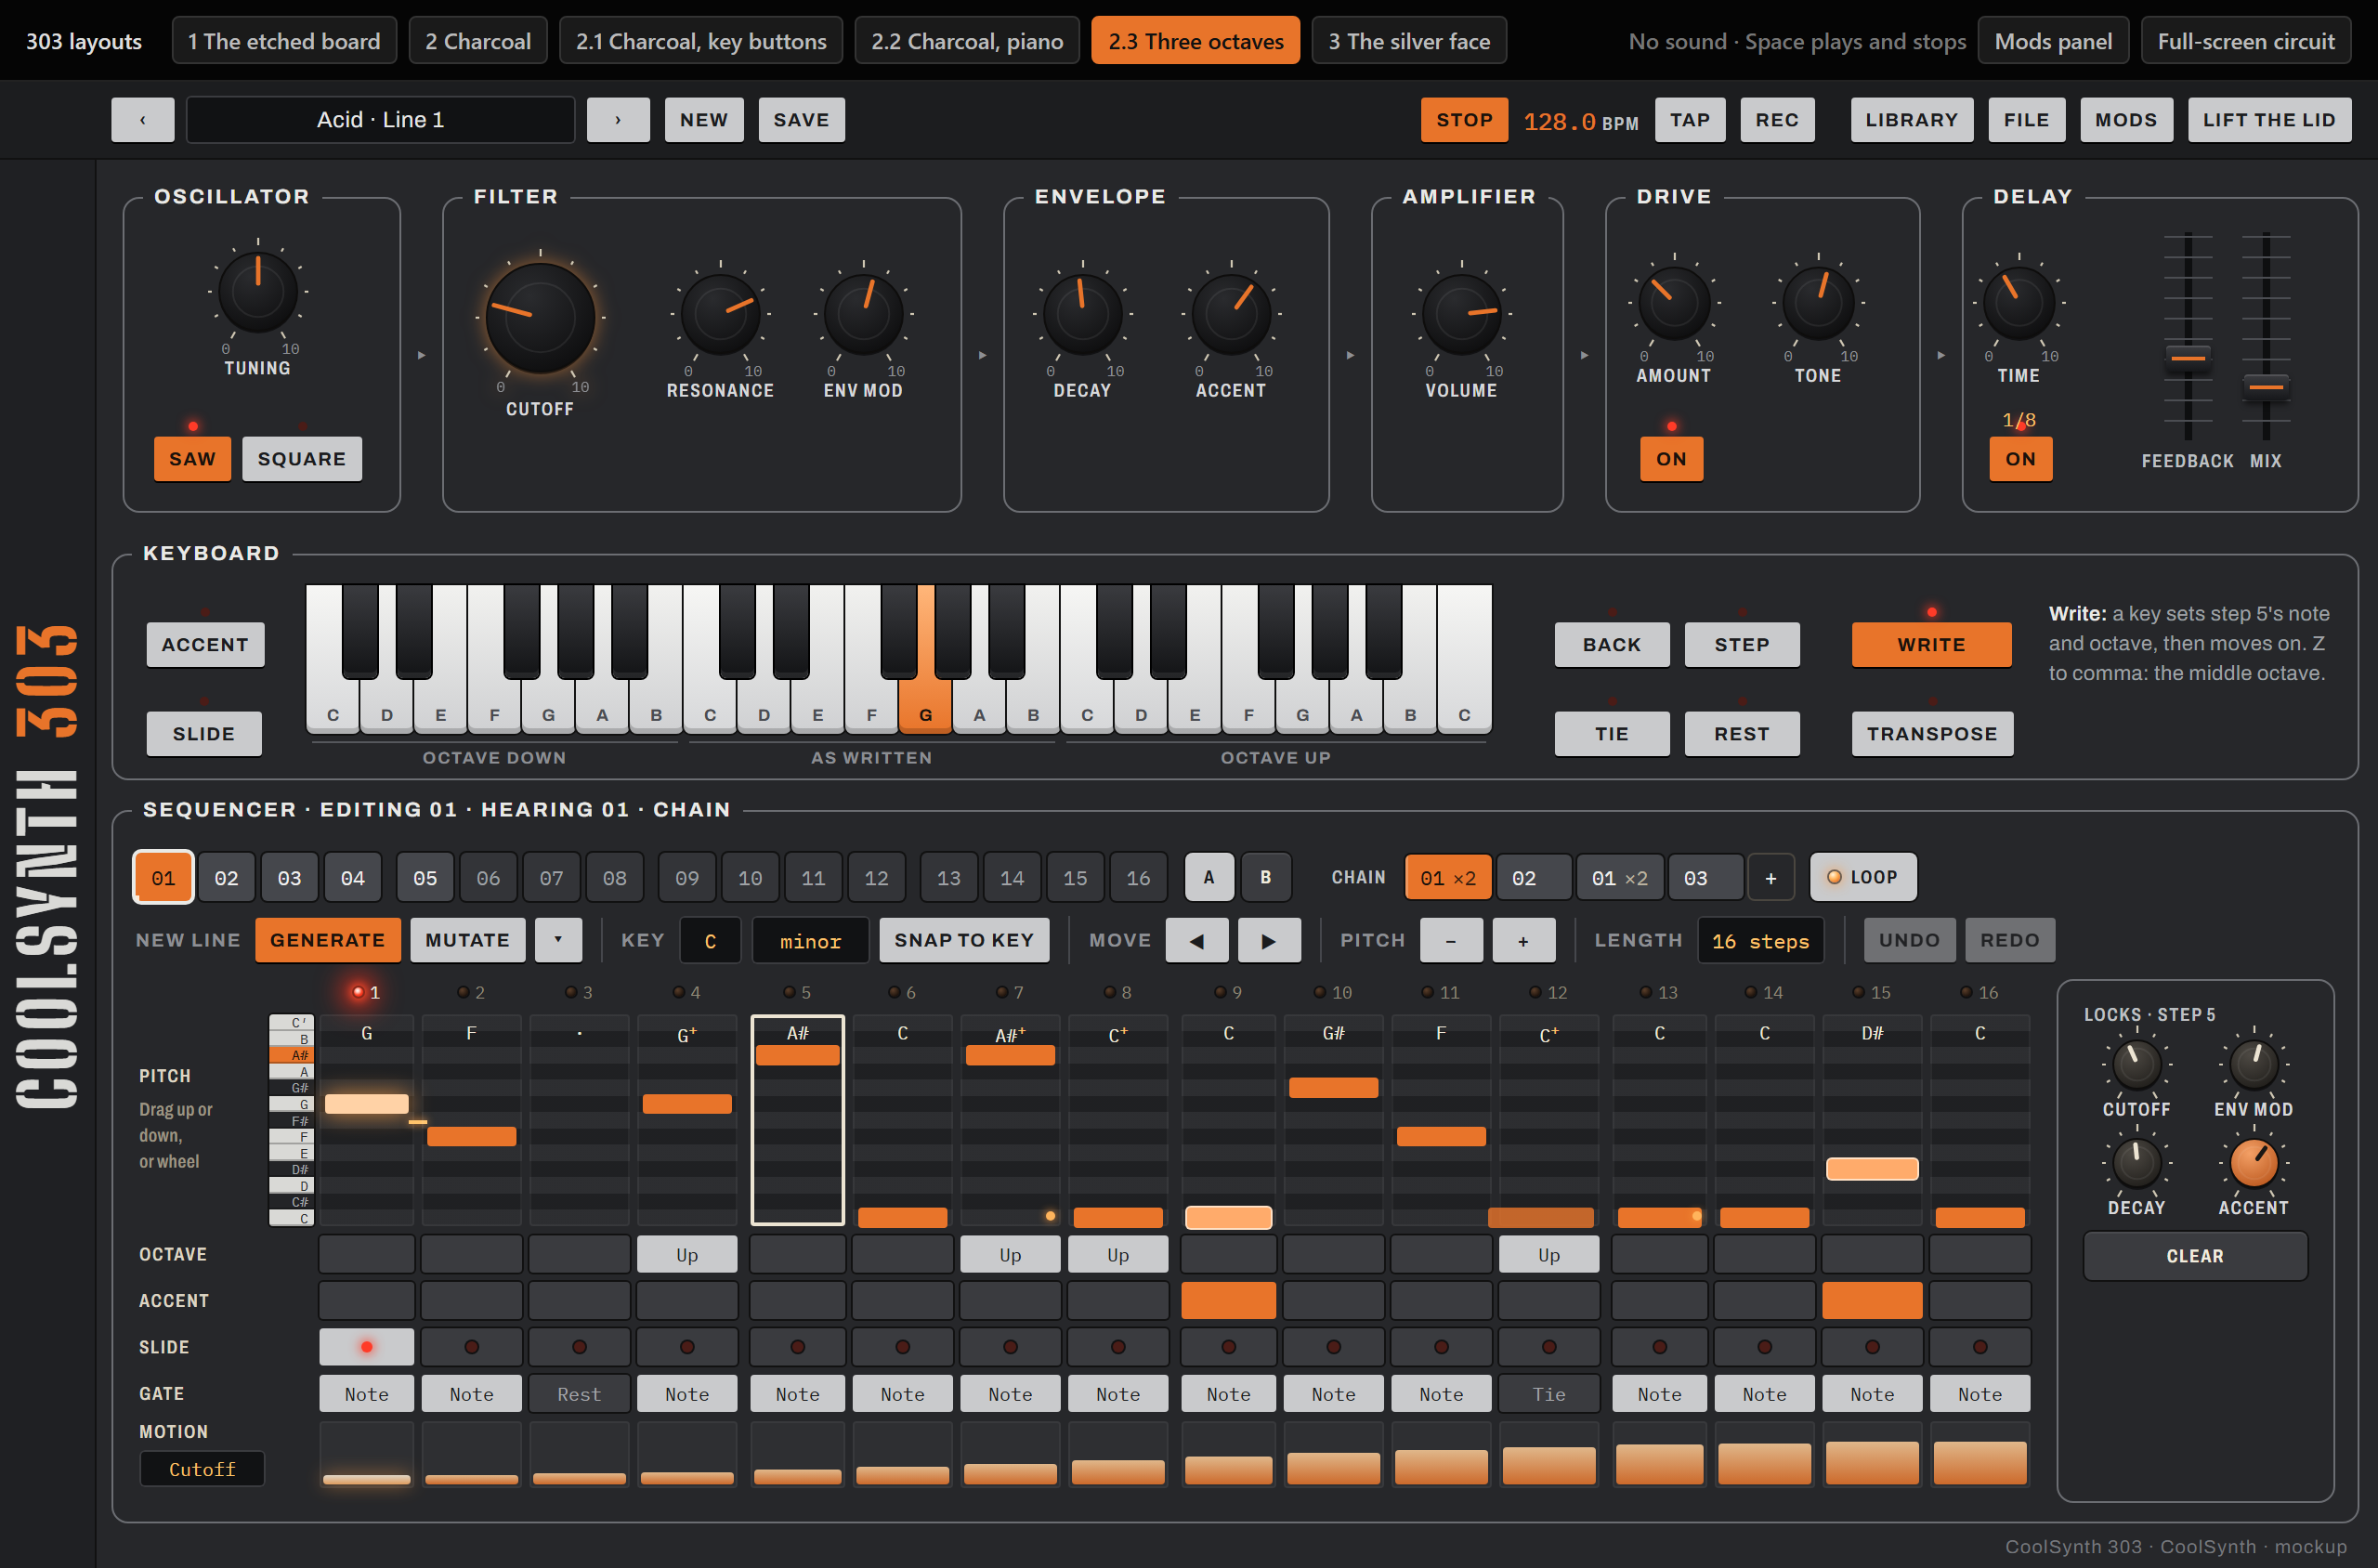 303 layouts
1 The etched board
2 Charcoal
2.1 Charcoal, key buttons
2.2 Charcoal, piano
2.3 Three octaves
3 The silver face
No sound · Space plays and stops
Mods panel
Full-screen circuit
‹
Acid · Line 1
›
NEW
SAVE
STOP
128.0 BPM
TAP
REC
LIBRARY
FILE
MODS
LIFT THE LID
COOLSYNTH 303
OSCILLATOR
0 10
TUNING
SAW
SQUARE
FILTER
0 10
CUTOFF
0 10
RESONANCE
0 10
ENV MOD
ENVELOPE
0 10
DECAY
0 10
ACCENT
AMPLIFIER
0 10
VOLUME
DRIVE
0 10
AMOUNT
0 10
TONE
ON
DELAY
0 10
TIME
1/8
ON
FEEDBACK
MIX
KEYBOARD
ACCENT
SLIDE
C D E F G A B C D E F G A B C D E F G A B C
OCTAVE DOWN
AS WRITTEN
OCTAVE UP
BACK
STEP
TIE
REST
WRITE
TRANSPOSE
Write: a key sets step 5's note
and octave, then moves on. Z
to comma: the middle octave.
SEQUENCER · EDITING 01 · HEARING 01 · CHAIN
01 02 03 04 05 06 07 08 09 10 11 12 13 14 15 16
A B
CHAIN
01 ×2
02
01 ×2
03
+
LOOP
NEW LINE
GENERATE
MUTATE
▾
KEY
C
minor
SNAP TO KEY
MOVE
◀ ▶
PITCH
− +
LENGTH
16 steps
UNDO
REDO
1 2 3 4 5 6 7 8 9 10 11 12 13 14 15 16
PITCH
Drag up or
down,
or wheel
C'
B
A#
A
G#
G
F#
F
E
D#
D
C#
C
G F · G+ A# C A#+ C+ C G# F C+ C C D# C
OCTAVE
Up Up Up Up
ACCENT
SLIDE
GATE
Note Note Rest Note Note Note Note Note Note Note Note Tie Note Note Note Note
MOTION
Cutoff
LOCKS · STEP 5
CUTOFF
ENV MOD
DECAY
ACCENT
CLEAR
CoolSynth 303 · CoolSynth · mockup